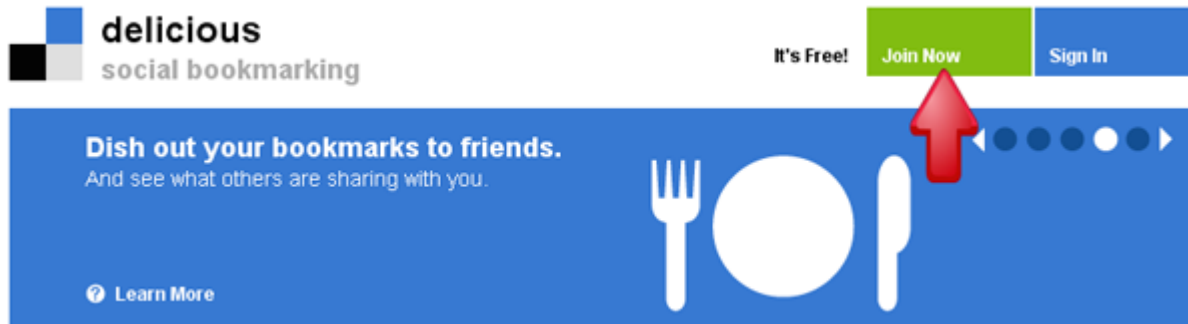 delicious
social bookmarking
It's Free!
Join Now
Sign In
Dish out your bookmarks to friends.
And see what others are sharing with you.
Learn More